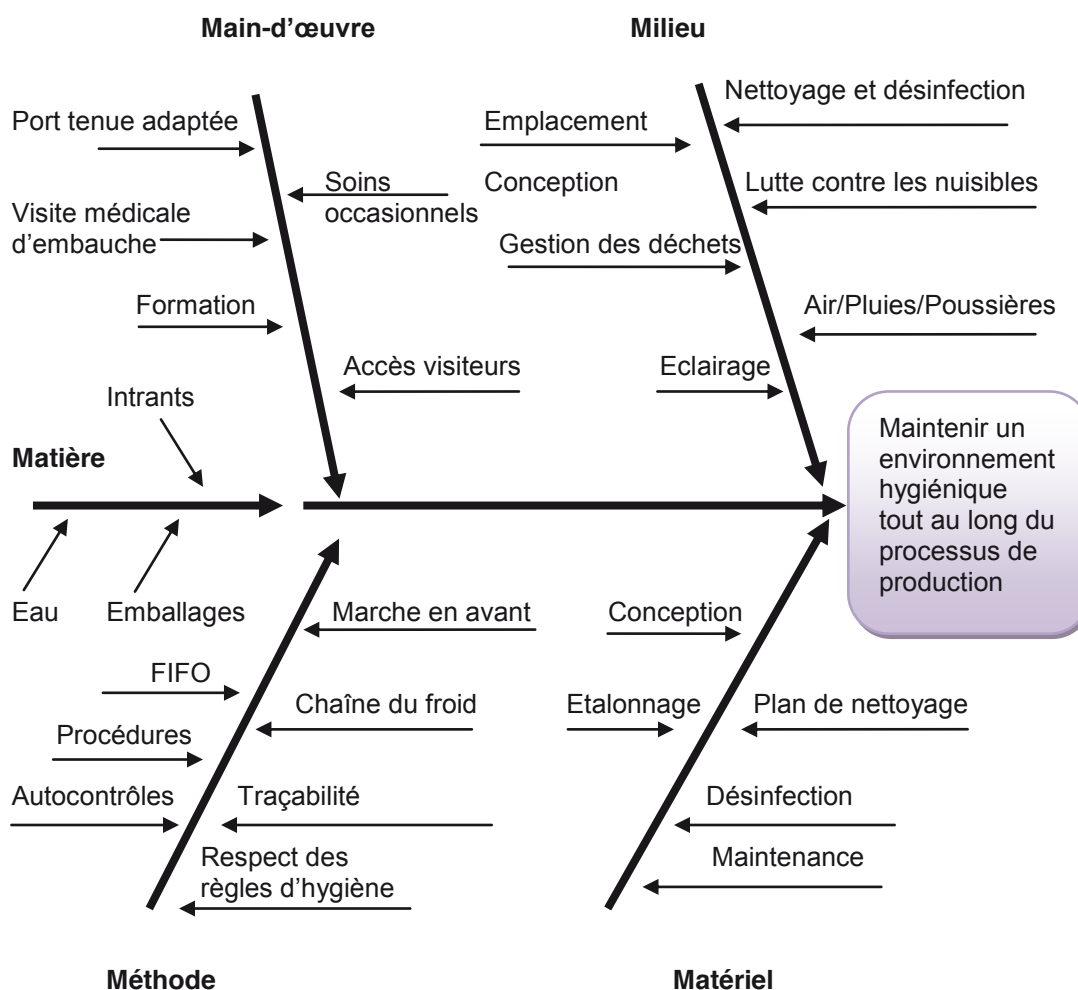 Main-d’œuvre
Milieu
Port tenue adaptée
Soins
occasionnels
Visite médicale
d’embauche
Formation
Accès visiteurs
Nettoyage et désinfection
Emplacement
Conception
Lutte contre les nuisibles
Gestion des déchets
Air/Pluies/Poussières
Eclairage
Intrants
Matière
Eau
Emballages
Maintenir un
environnement
hygiénique
tout au long du
processus de
production
Marche en avant
FIFO
Chaîne du froid
Procédures
Autocontrôles
Traçabilité
Respect des
règles d’hygiène
Conception
Etalonnage
Plan de nettoyage
Désinfection
Maintenance
Méthode
Matériel